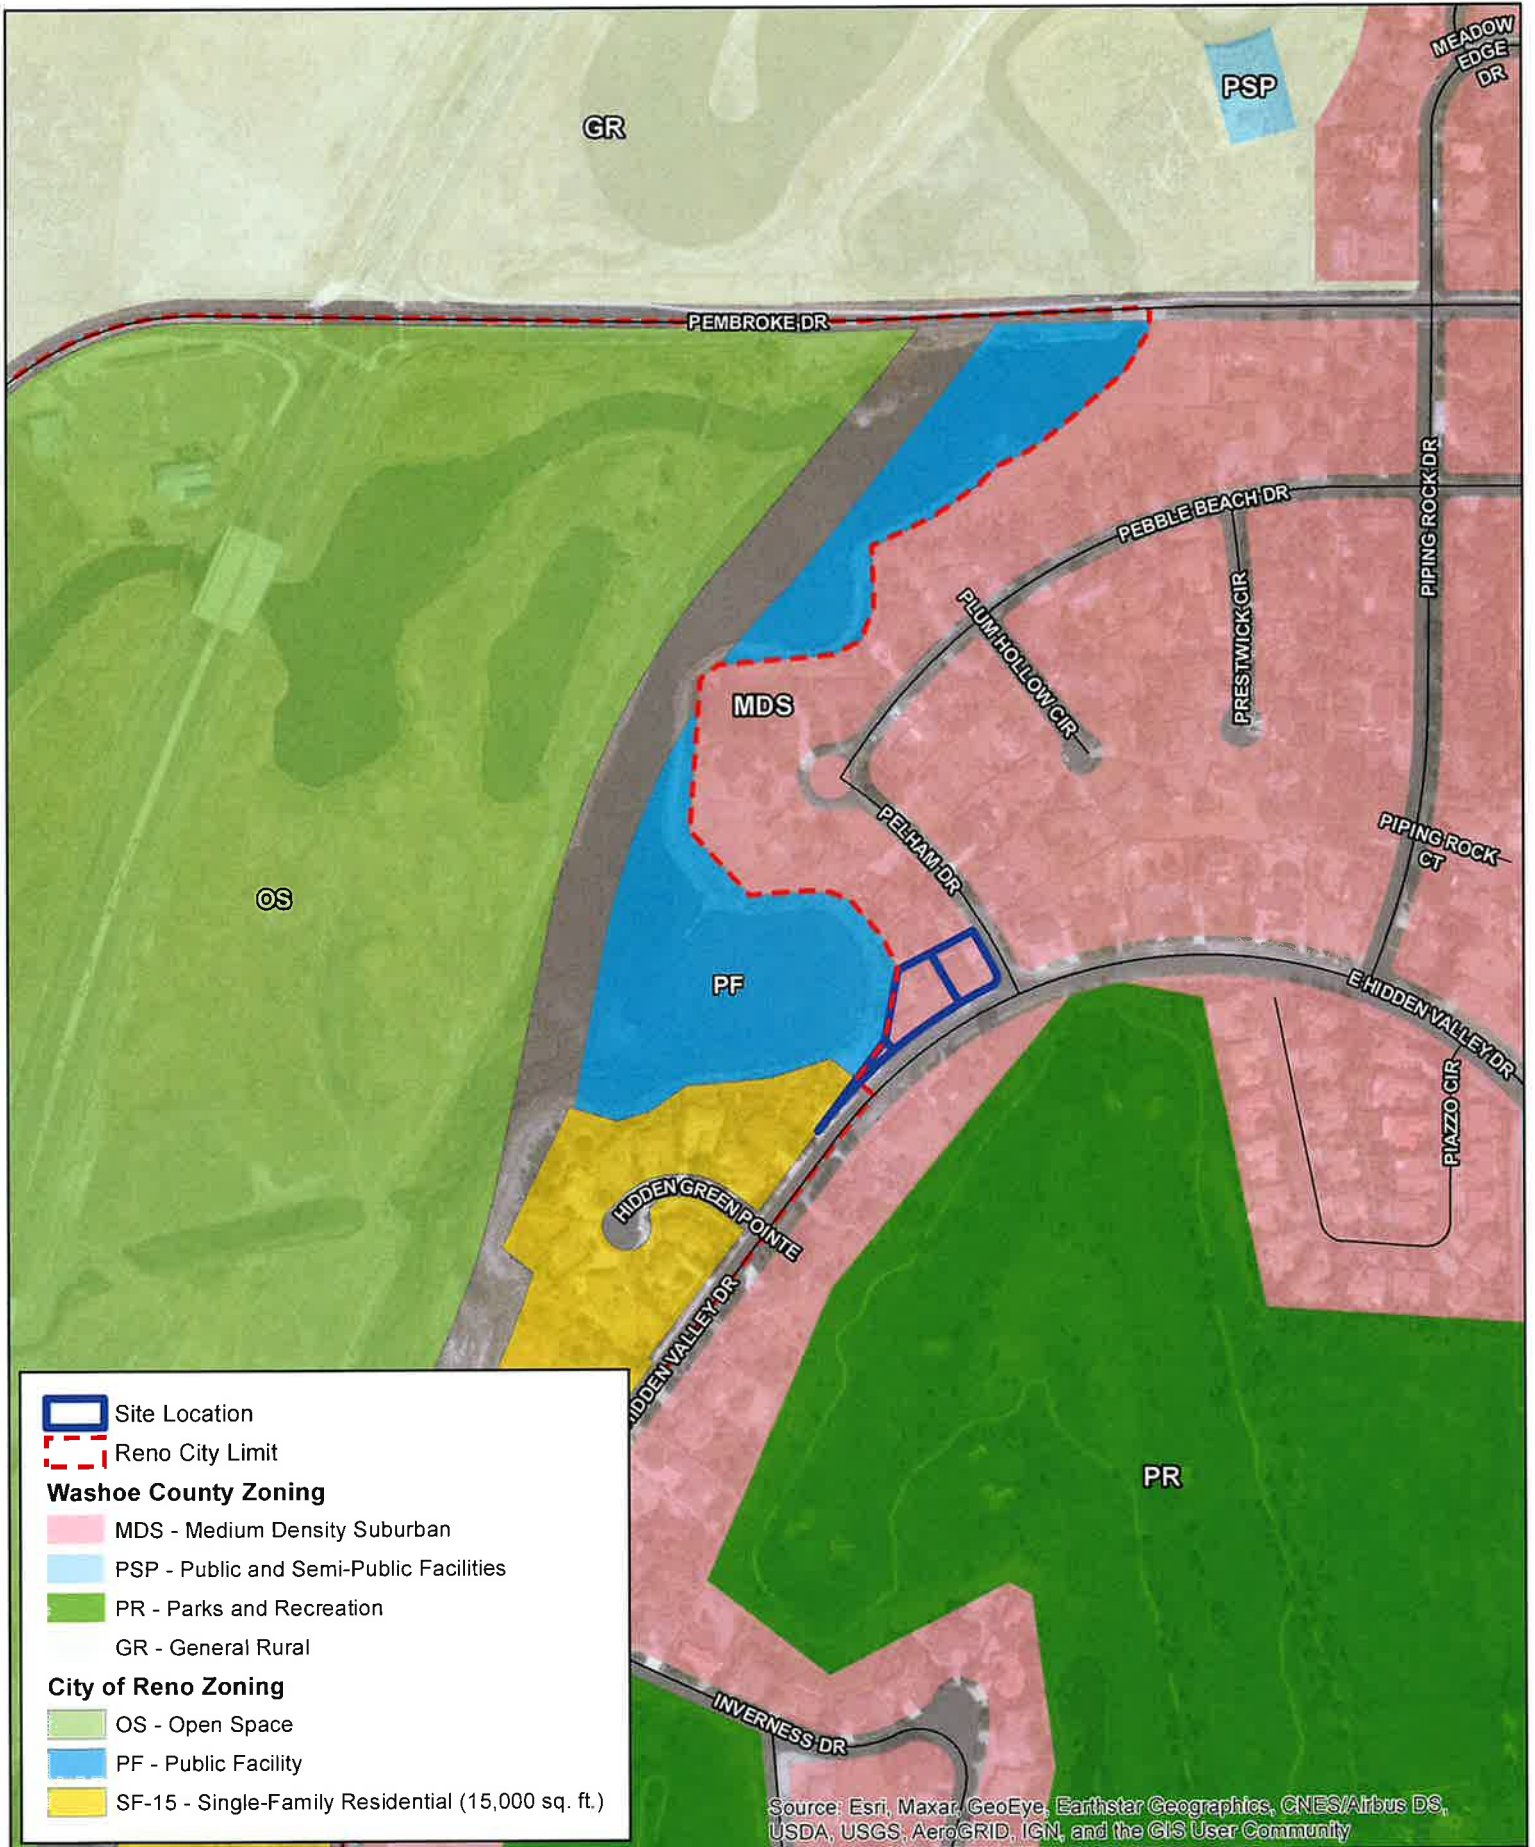 MEADOW
EDGE
DR
PSP
GR
PEMBROKE DR
PEBBLE BEACH DR
PIPING ROCK DR
PLUM HOLLOW CIR
PRESTWICK CIR
MDS
PELHAM DR
PIPING ROCK
CT
OS
PF
E HIDDEN VALLEY DR
PIAZZO CIR
HIDDEN GREEN POINTE
HIDDEN VALLEY DR
PR
INVERNESS DR
Site Location
Reno City Limit
Washoe County Zoning
MDS - Medium Density Suburban
PSP - Public and Semi-Public Facilities
PR - Parks and Recreation
GR - General Rural
City of Reno Zoning
OS - Open Space
PF - Public Facility
SF-15 - Single-Family Residential (15,000 sq. ft.)
Source: Esri, Maxar, GeoEye, Earthstar Geographics, CNES/Airbus DS,
USDA, USGS, AeroGRID, IGN, and the GIS User Community